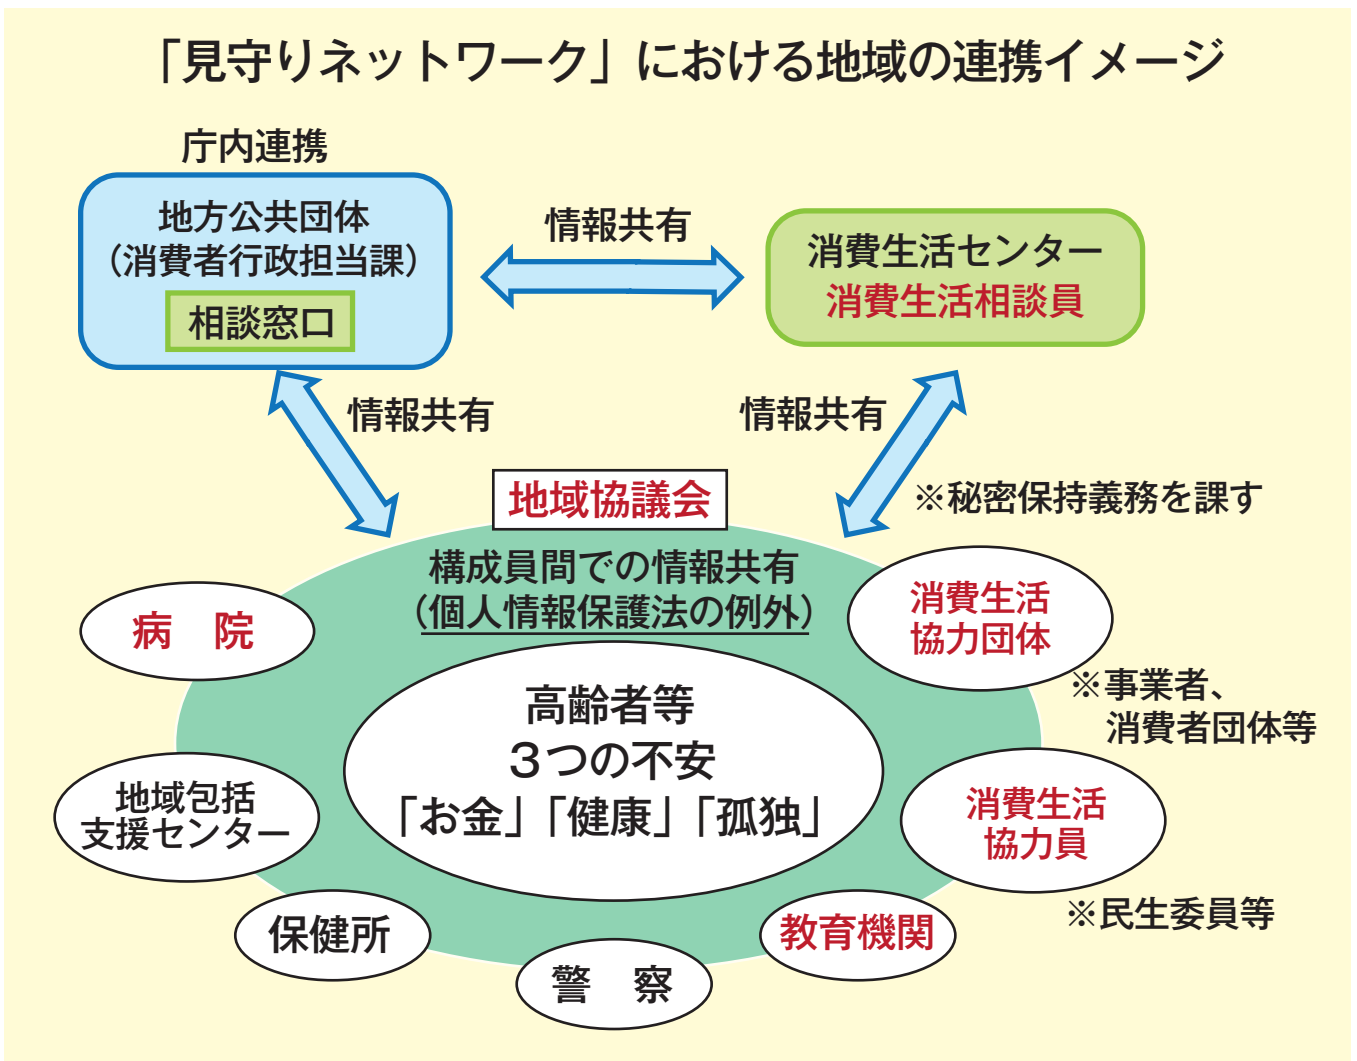 「見守りネットワーク」における地域の連携イメージ
庁内連携
地方公共団体
（消費者行政担当課）
相談窓口
情報共有
消費生活センター
消費生活相談員
情報共有
情報共有
※秘密保持義務を課す
地域協議会
構成員間での情報共有
（個人情報保護法の例外）
高齢者等
３つの不安
「お金」「健康」「孤独」
病　院
地域包括
支援センター
保健所
警　察
教育機関
消費生活
協力員
※民生委員等
消費生活
協力団体
※事業者、
消費者団体等